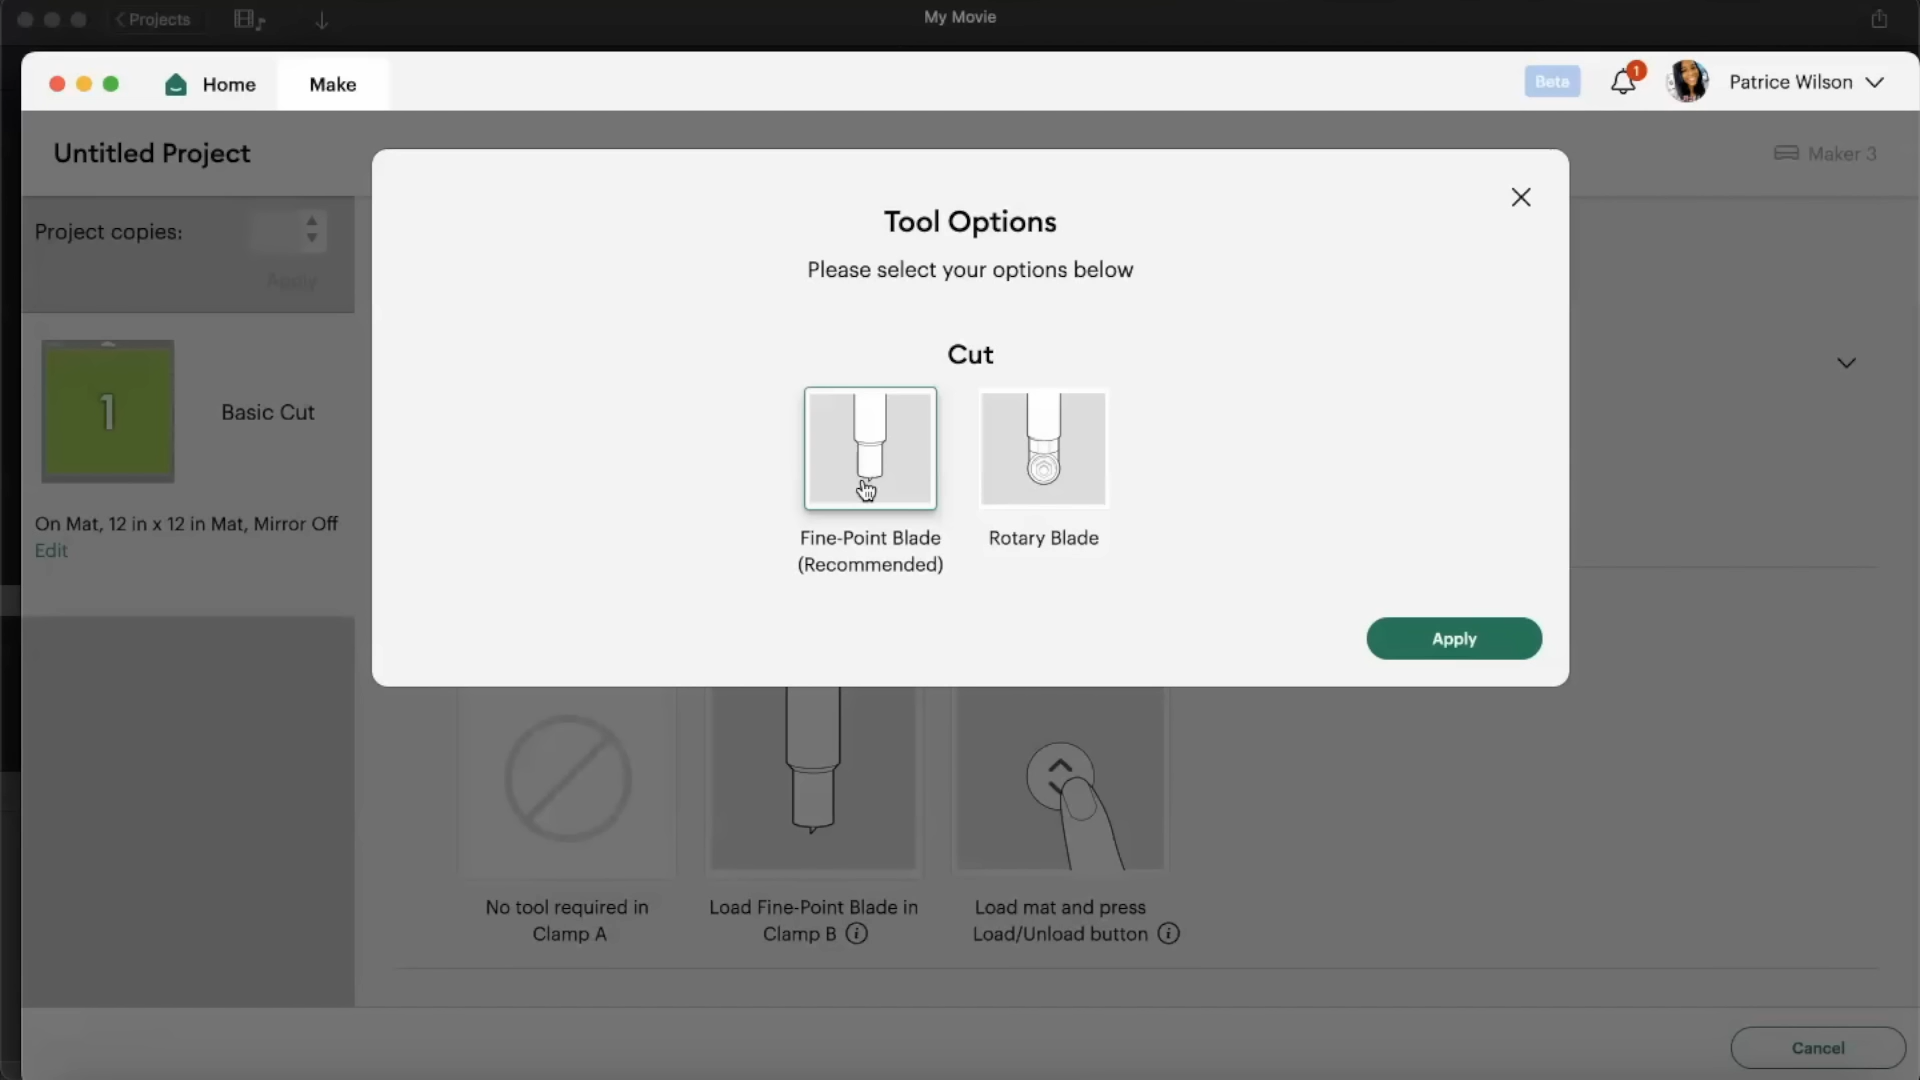 Projects
My Movie
Home
Make
Beta
1
Patrice Wilson
Untitled Project
Maker 3
Project copies:
Apply
1
Basic Cut
On Mat, 12 in x 12 in Mat, Mirror Off
Edit
Tool Options
Please select your options below
Cut
Fine-Point Blade
(Recommended)
Rotary Blade
Apply
No tool required in
Clamp A
Load Fine-Point Blade in
Clamp B
Load mat and press
Load/Unload button
Cancel